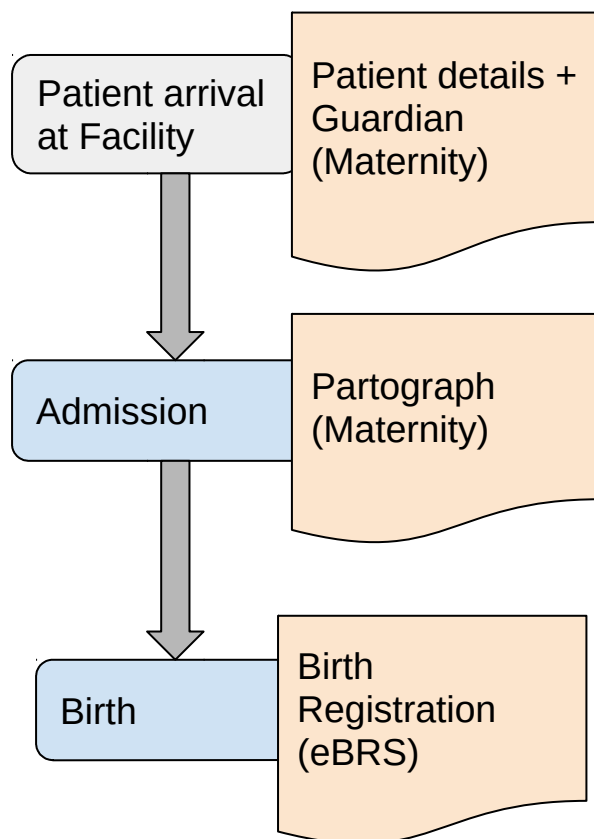 Patient arrival
at Facility
Patient details +
Guardian
(Maternity)
Admission
Partograph
(Maternity)
Birth
Birth
Registration
(eBRS)